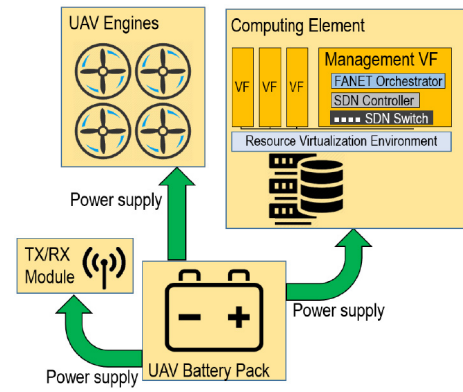 UAV Engines
Computing Element
VF
VF
VF
Management VF
FANET Orchestrator
SDN Controller
SDN Switch
Resource Virtualization Environment
Power supply
TX/RX
Module
Power supply
Power supply
UAV Battery Pack